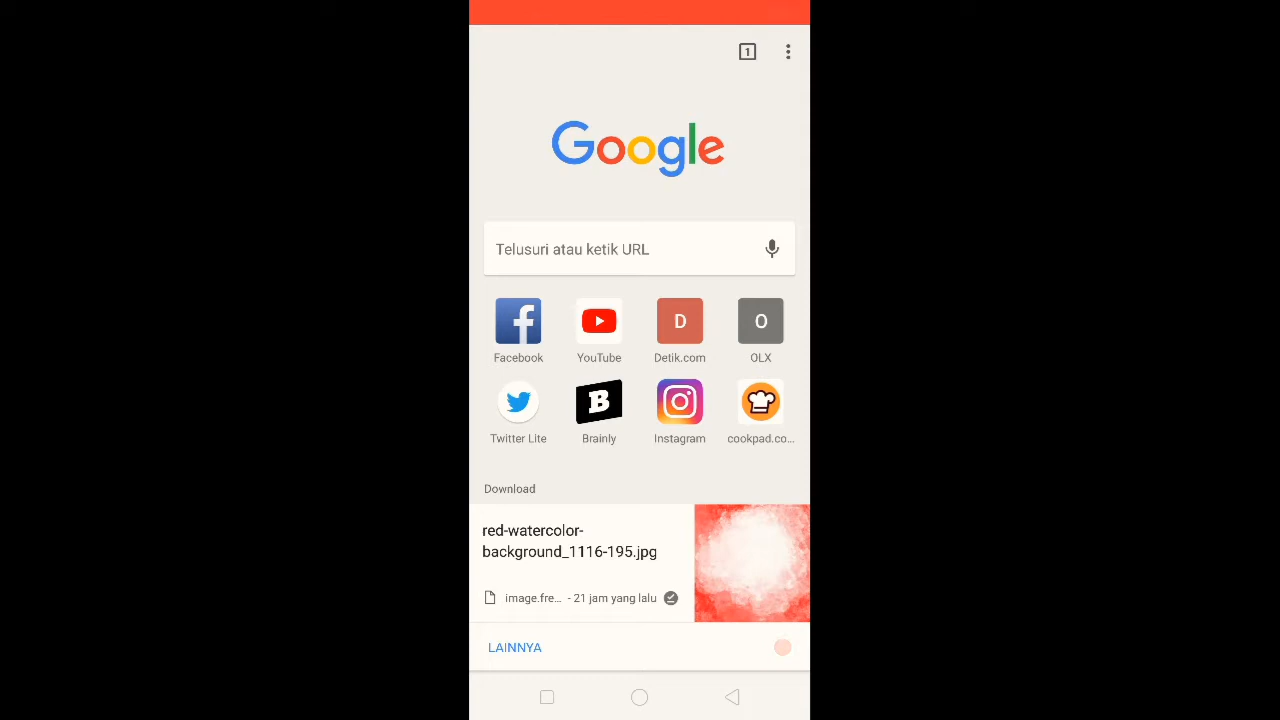 1
Google
Telusuri atau ketik URL
D
O
Facebook
YouTube
Detik.com
OLX
B
Twitter Lite
Brainly
Instagram
cookpad.co...
Download
red-watercolor-
background_1116-195.jpg
image.fre... - 21 jam yang lalu
LAINNYA